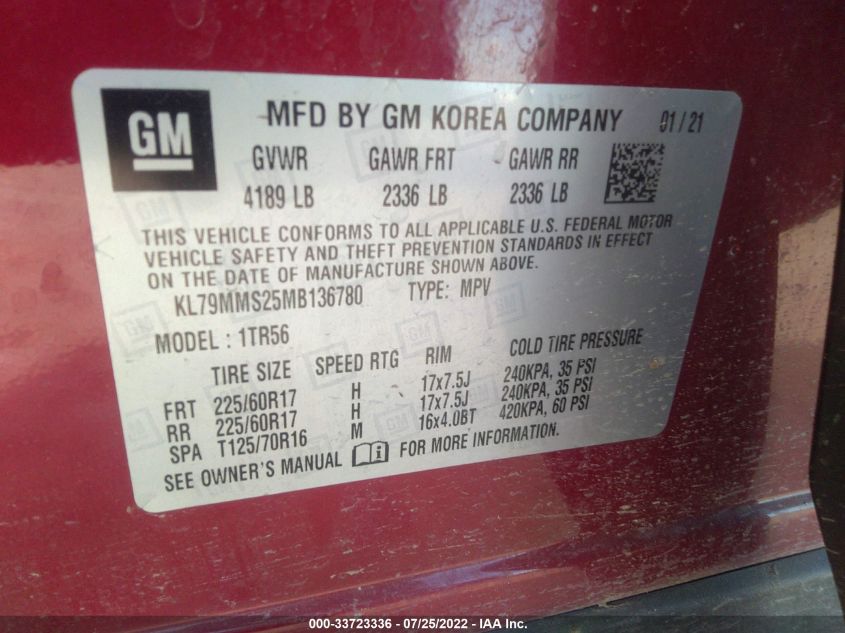 GM
MFD BY GM KOREA COMPANY 01/21
GVWR GAWR FRT GAWR RR
4189 LB 2336 LB 2336 LB
THIS VEHICLE CONFORMS TO ALL APPLICABLE U.S. FEDERAL MOTOR
VEHICLE SAFETY AND THEFT PREVENTION STANDARDS IN EFFECT
ON THE DATE OF MANUFACTURE SHOWN ABOVE.
KL79MMS25MB136780 TYPE: MPV
MODEL : 1TR56
TIRE SIZE SPEED RTG RIM COLD TIRE PRESSURE
FRT 225/60R17 H 17x7.5J 240KPA, 35 PSI
RR 225/60R17 H 17x7.5J 240KPA, 35 PSI
SPA T125/70R16 M 16x4.0BT 420KPA, 60 PSI
SEE OWNER'S MANUAL FOR MORE INFORMATION.
000-33723336 - 07/25/2022 - IAA Inc.